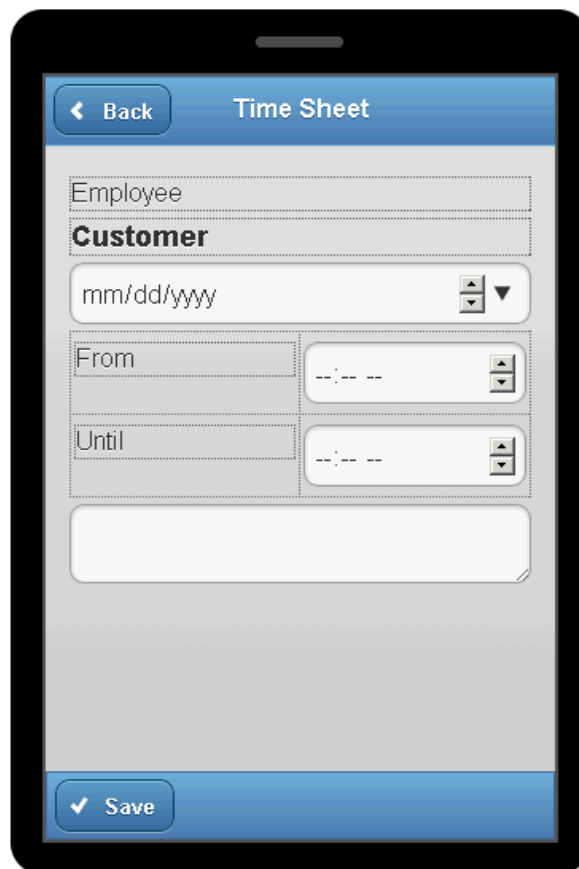 Back
Time Sheet
Employee
Customer
mm/dd/yyyy
From
--:-- --
Until
--:-- --
Save